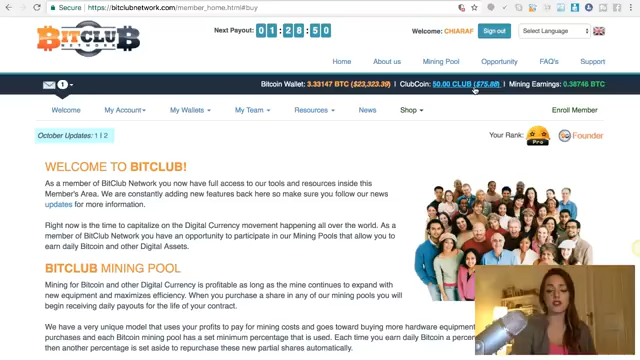 Secure | https://bitclubnetwork.com/member_home.html#buy
BITCLUB
NETWORK
Next Payout: 01:28:50
Welcome: CHIARAF
Sign out
Select Language
Home About us Mining Pool Opportunity FAQ's Support
1
Bitcoin Wallet: 3.33147 BTC ($23,323.39) | ClubCoin: 50.00 CLUB ($75.88) | Mining Earnings: 0.38746 BTC
Welcome My Account My Wallets My Team Resources News Shop Enroll Member
October Updates: 1 | 2
Your Rank: Pro Founder
WELCOME TO BITCLUB!
As a member of BitClub Network you now have full access to our tools and resources inside this
Member's Area. We are constantly adding new features back here so make sure you follow our news
updates for more information.
Right now is the time to capitalize on the Digital Currency movement happening all over the world. As a
member of BitClub Network you have an opportunity to participate in our Mining Pools that allow you to
earn daily Bitcoin and other Digital Assets.
BITCLUB MINING POOL
Mining for Bitcoin and other Digital Currency is profitable as long as the mine continues to expand with
new equipment and maximizes efficiency. When you purchase a share in any of our mining pools you will
begin receiving daily payouts for the life of your contract.
We have a very unique model that uses your profits to pay for mining costs and goes toward buying more hardware equipment
purchases and each Bitcoin mining pool has a set minimum percentage that is used. Each time you earn daily Bitcoin a
then another percentage is set aside to repurchase these new partial shares automatically.